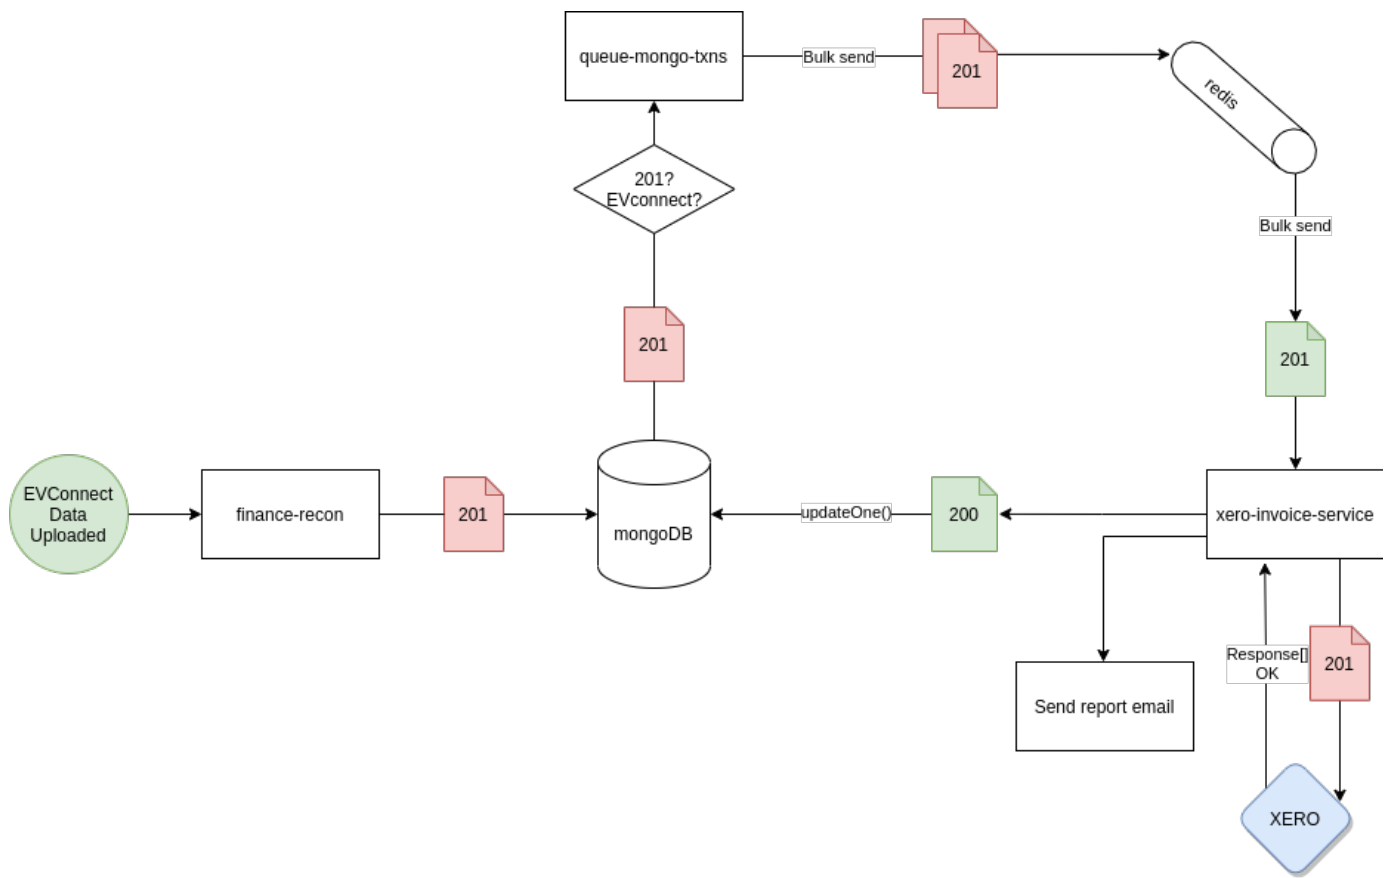 queue-mongo-txns
Bulk send
201
redis
201?
EVconnect?
Bulk send
201
201
EVConnect
Data
Uploaded
finance-recon
201
mongoDB
updateOne()
200
xero-invoice-service
Response[]
OK
201
Send report email
XERO